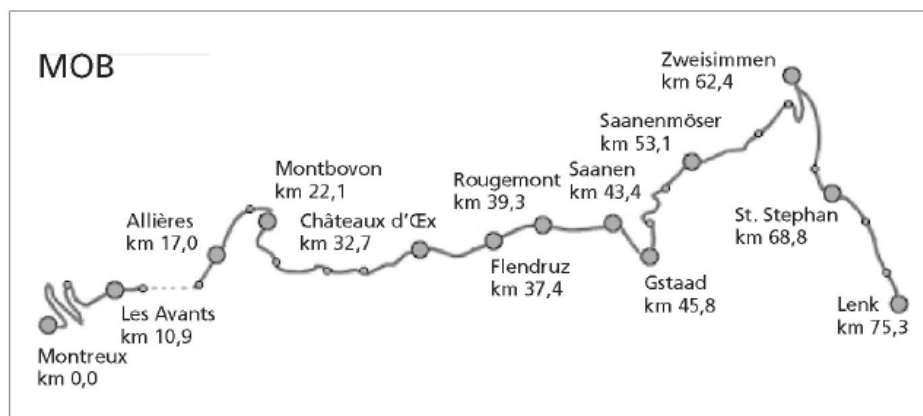 MOB
Zweisimmen
km 62,4
Saanenmöser
km 53,1
Montbovon
km 22,1
Rougemont
km 39,3
Saanen
km 43,4
Allières
km 17,0
Châteaux d'Œx
km 32,7
St. Stephan
km 68,8
Flendruz
km 37,4
Gstaad
km 45,8
Les Avants
km 10,9
Lenk
km 75,3
Montreux
km 0,0